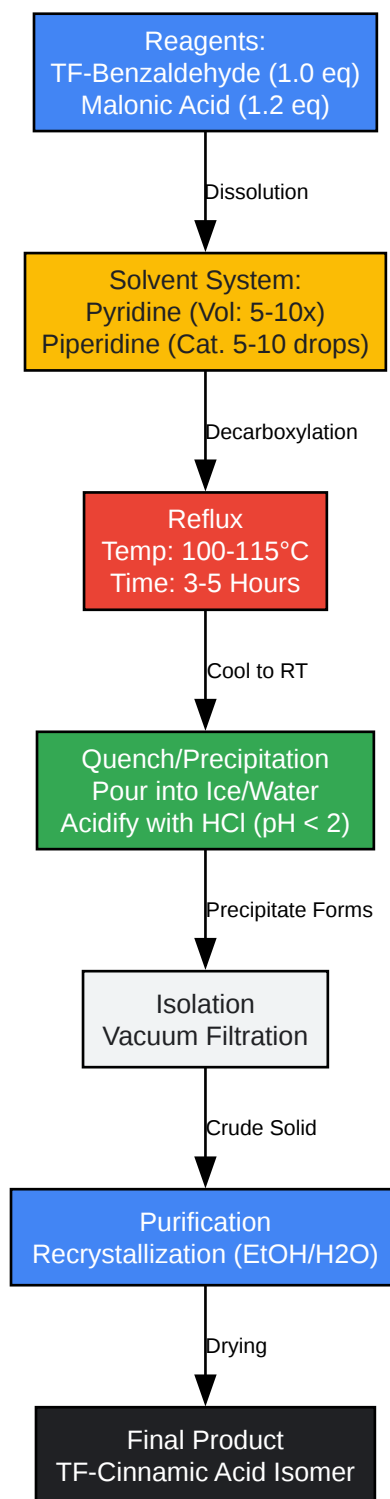 Reagents:
TF-Benzaldehyde (1.0 eq)
Malonic Acid (1.2 eq)
Dissolution
Solvent System:
Pyridine (Vol: 5-10x)
Piperidine (Cat. 5-10 drops)
Decarboxylation
Reflux
Temp: 100-115°C
Time: 3-5 Hours
Cool to RT
Quench/Precipitation
Pour into Ice/Water
Acidify with HCl (pH < 2)
Precipitate Forms
Isolation
Vacuum Filtration
Crude Solid
Purification
Recrystallization (EtOH/H2O)
Drying
Final Product
TF-Cinnamic Acid Isomer